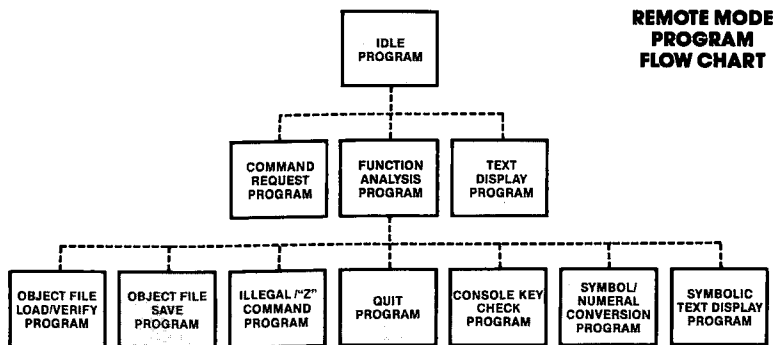 REMOTE MODE
PROGRAM
FLOW CHART
IDLE
PROGRAM
COMMAND
REQUEST
PROGRAM
FUNCTION
ANALYSIS
PROGRAM
TEXT
DISPLAY
PROGRAM
OBJECT FILE
LOAD/VERIFY
PROGRAM
OBJECT FILE
SAVE
PROGRAM
ILLEGAL/"Z"
COMMAND
PROGRAM
QUIT
PROGRAM
CONSOLE KEY
CHECK
PROGRAM
SYMBOL/
NUMERAL
CONVERSION
PROGRAM
SYMBOLIC
TEXT DISPLAY
PROGRAM